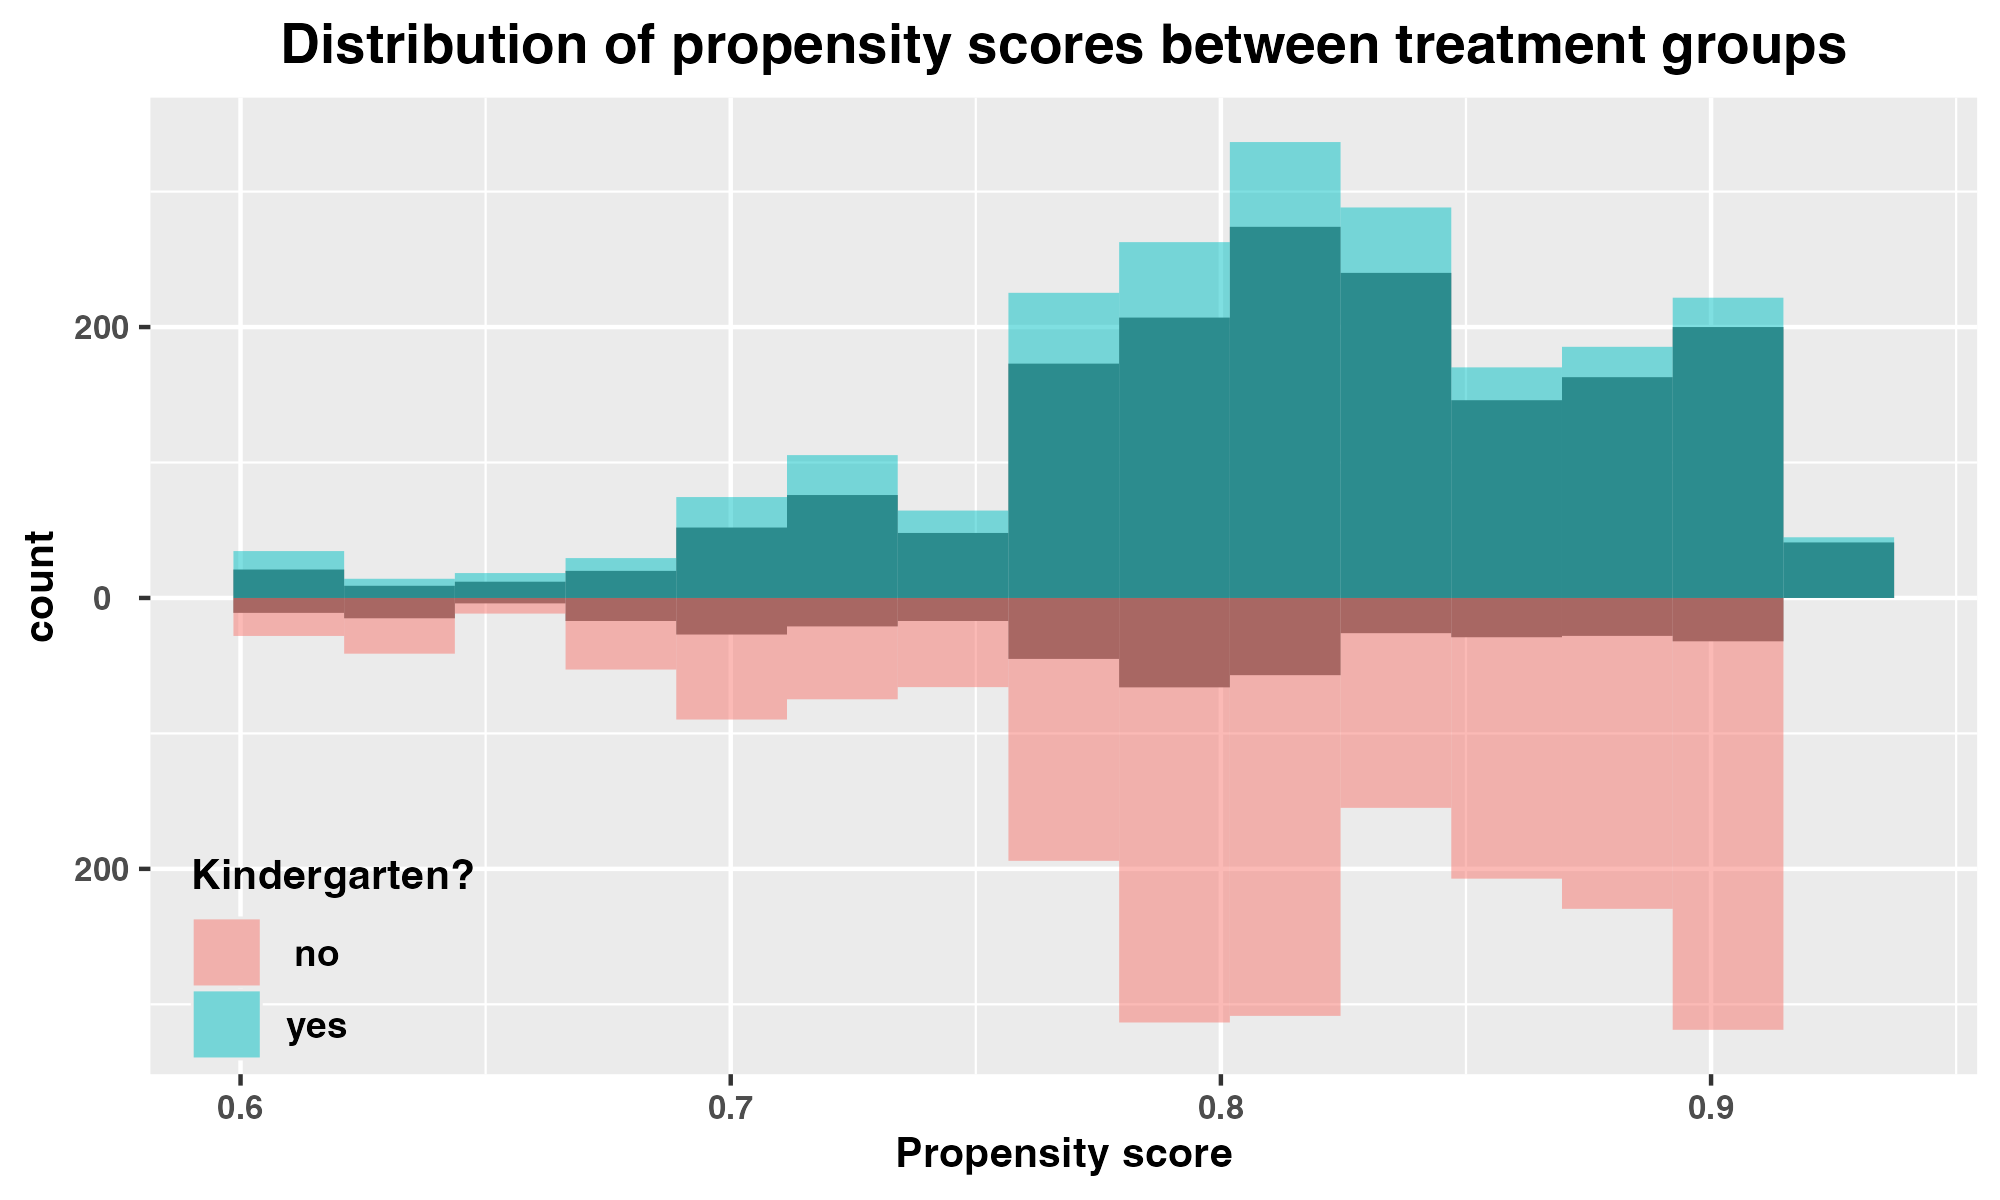 Distribution of propensity scores between treatment groups
count
200
0
200
Kindergarten?
no
yes
0.6 0.7 0.8 0.9
Propensity score